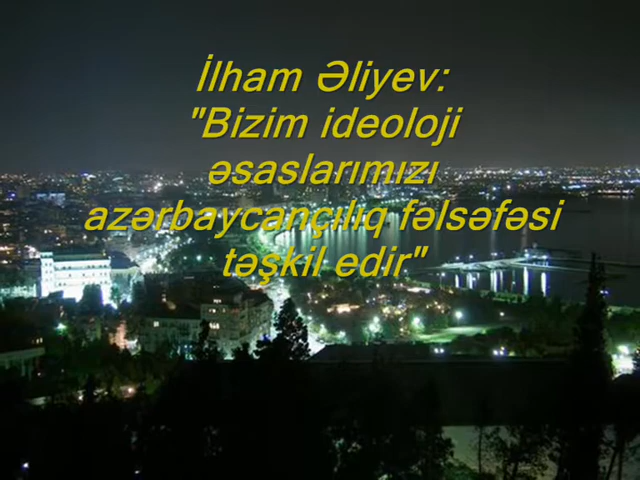 İlham Əliyev:
"Bizim ideoloji
əsaslarımızı
azərbaycançılıq fəlsəfəsi
təşkil edir"